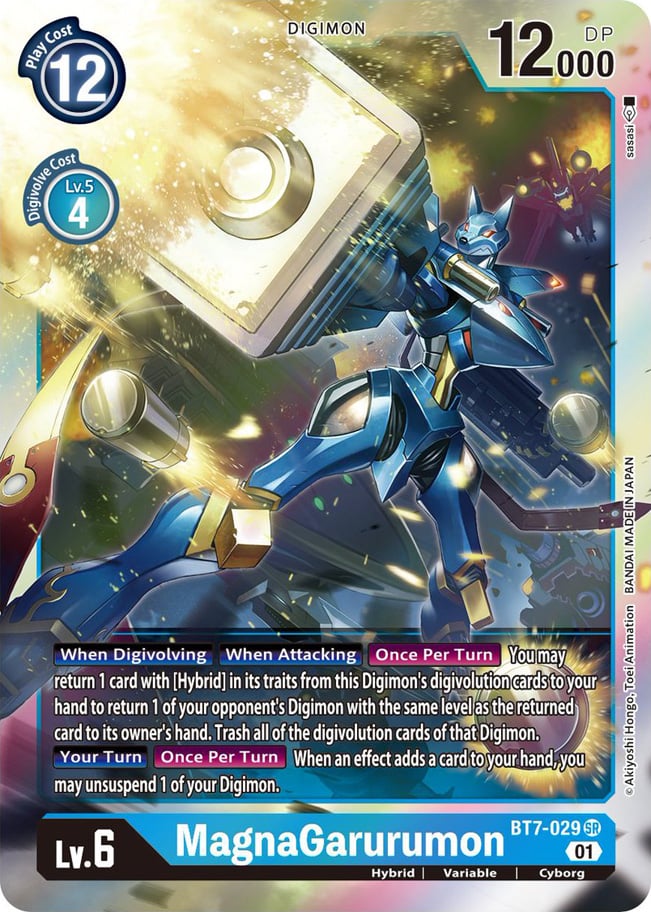 DIGIMON
Play Cost
12
12000
DP
Digivolve Cost
Lv.5
4
sasasi
When Digivolving When Attacking Once Per Turn You may
return 1 card with [Hybrid] in its traits from this Digimon's digivolution cards to your
hand to return 1 of your opponent's Digimon with the same level as the returned
card to its owner's hand. Trash all of the digivolution cards of that Digimon.
Your Turn Once Per Turn When an effect adds a card to your hand, you
may unsuspend 1 of your Digimon.
© Akiyoshi Hongo, Toei Animation BANDAI MADE IN JAPAN
Lv.6
MagnaGarurumon
BT7-029 SR
01
Hybrid | Variable | Cyborg